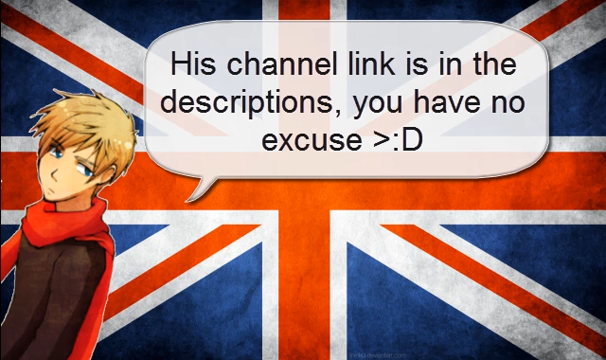 His channel link is in the
descriptions, you have no
excuse >:D